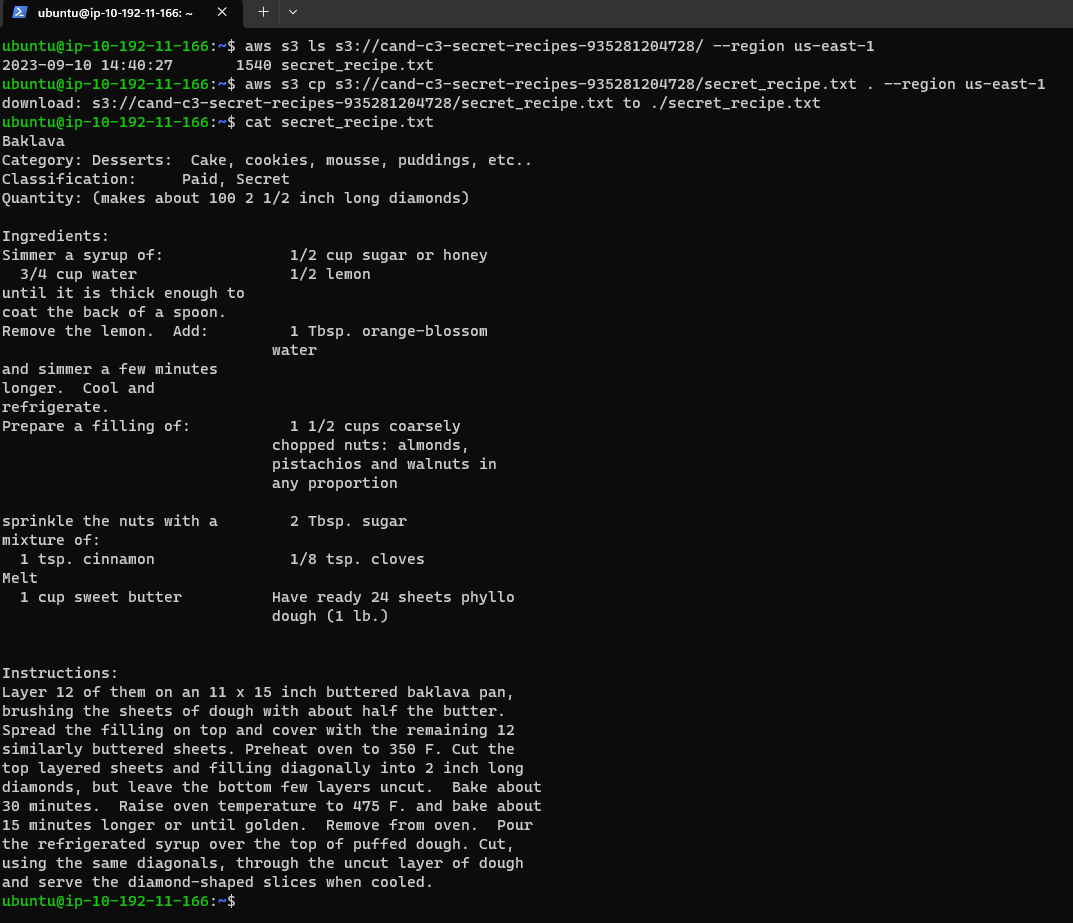 ubuntu@ip-10-192-11-166: ~
ubuntu@ip-10-192-11-166:~$ aws s3 ls s3://cand-c3-secret-recipes-935281204728/ --region us-east-1
2023-09-10 14:40:27       1540 secret_recipe.txt
ubuntu@ip-10-192-11-166:~$ aws s3 cp s3://cand-c3-secret-recipes-935281204728/secret_recipe.txt . --region us-east-1
download: s3://cand-c3-secret-recipes-935281204728/secret_recipe.txt to ./secret_recipe.txt
ubuntu@ip-10-192-11-166:~$ cat secret_recipe.txt
Baklava
Category: Desserts:  Cake, cookies, mousse, puddings, etc..
Classification:     Paid, Secret
Quantity: (makes about 100 2 1/2 inch long diamonds)

Ingredients:
Simmer a syrup of:              1/2 cup sugar or honey
  3/4 cup water                 1/2 lemon
until it is thick enough to
coat the back of a spoon.
Remove the lemon.  Add:         1 Tbsp. orange-blossom
                              water
and simmer a few minutes
longer.  Cool and
refrigerate.
Prepare a filling of:           1 1/2 cups coarsely
                              chopped nuts: almonds,
                              pistachios and walnuts in
                              any proportion

sprinkle the nuts with a        2 Tbsp. sugar
mixture of:
  1 tsp. cinnamon               1/8 tsp. cloves
Melt
  1 cup sweet butter          Have ready 24 sheets phyllo
                              dough (1 lb.)

Instructions:
Layer 12 of them on an 11 x 15 inch buttered baklava pan,
brushing the sheets of dough with about half the butter.
Spread the filling on top and cover with the remaining 12
similarly buttered sheets. Preheat oven to 350 F. Cut the
top layered sheets and filling diagonally into 2 inch long
diamonds, but leave the bottom few layers uncut.  Bake about
30 minutes.  Raise oven temperature to 475 F. and bake about
15 minutes longer or until golden.  Remove from oven.  Pour
the refrigerated syrup over the top of puffed dough. Cut,
using the same diagonals, through the uncut layer of dough
and serve the diamond-shaped slices when cooled.
ubuntu@ip-10-192-11-166:~$